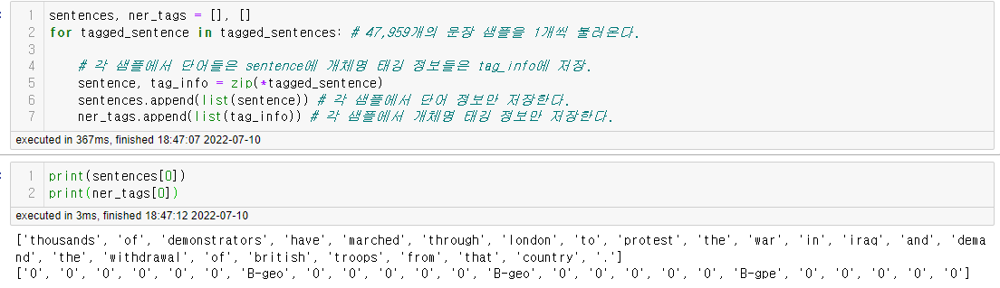 1 sentences, ner_tags = [], []
2 for tagged_sentence in tagged_sentences: # 47,959개의 문장 샘플을 1개씩 불러온다.
3
4 # 각 샘플에서 단어들은 sentence에 개체명 태깅 정보들은 tag_info에 저장.
5 sentence, tag_info = zip(*tagged_sentence)
6 sentences.append(list(sentence)) # 각 샘플에서 단어 정보만 저장한다.
7 ner_tags.append(list(tag_info)) # 각 샘플에서 개체명 태깅 정보만 저장한다.
executed in 367ms, finished 18:47:07 2022-07-10
1 print(sentences[0])
2 print(ner_tags[0])
executed in 3ms, finished 18:47:12 2022-07-10
['thousands', 'of', 'demonstrators', 'have', 'marched', 'through', 'london', 'to', 'protest', 'the', 'war', 'in', 'iraq', 'and', 'dema
nd', 'the', 'withdrawal', 'of', 'british', 'troops', 'from', 'that', 'country', '.']
['O', 'O', 'O', 'O', 'O', 'O', 'B-geo', 'O', 'O', 'O', 'O', 'O', 'B-geo', 'O', 'O', 'O', 'O', 'O', 'B-gpe', 'O', 'O', 'O', 'O', 'O']